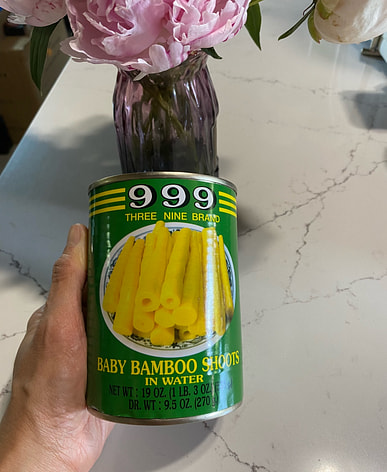 999
THREE NINE BRAND
BABY BAMBOO SHOOTS
IN WATER
NET WT : 19 OZ. (1 LB. 3 OZ.)
DR. WT : 9.5 OZ. (270